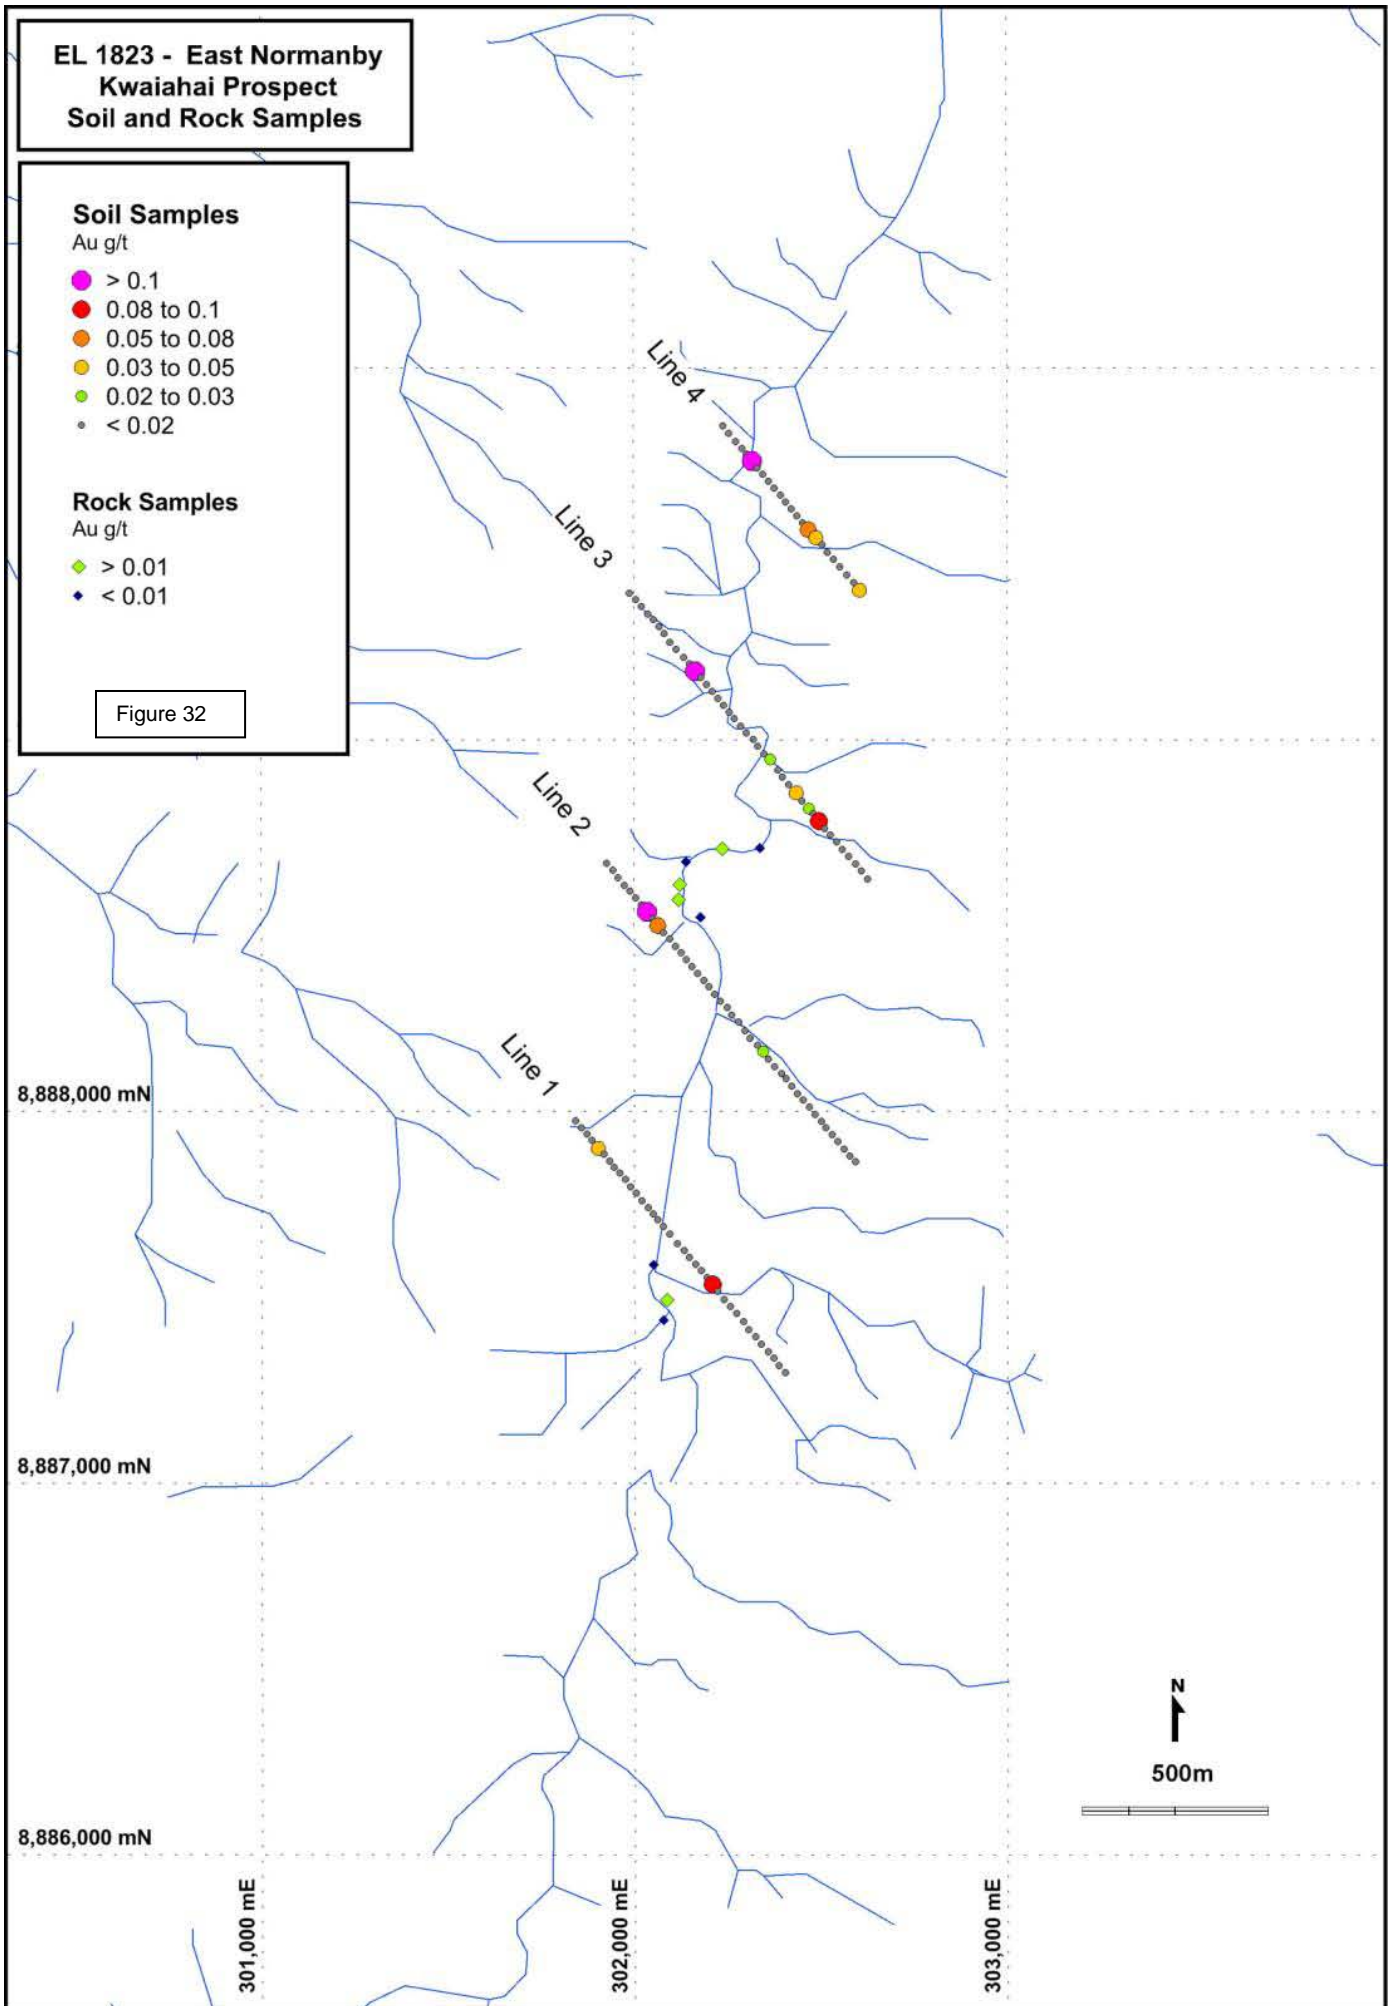 EL 1823 - East Normanby
Kwaiahai Prospect
Soil and Rock Samples
Soil Samples
Au g/t
> 0.1
0.08 to 0.1
0.05 to 0.08
0.03 to 0.05
0.02 to 0.03
< 0.02
Rock Samples
Au g/t
> 0.01
< 0.01
Figure 32
Line 4
Line 3
Line 2
Line 1
8,888,000 mN
8,887,000 mN
8,886,000 mN
N
500m
301,000 mE
302,000 mE
303,000 mE